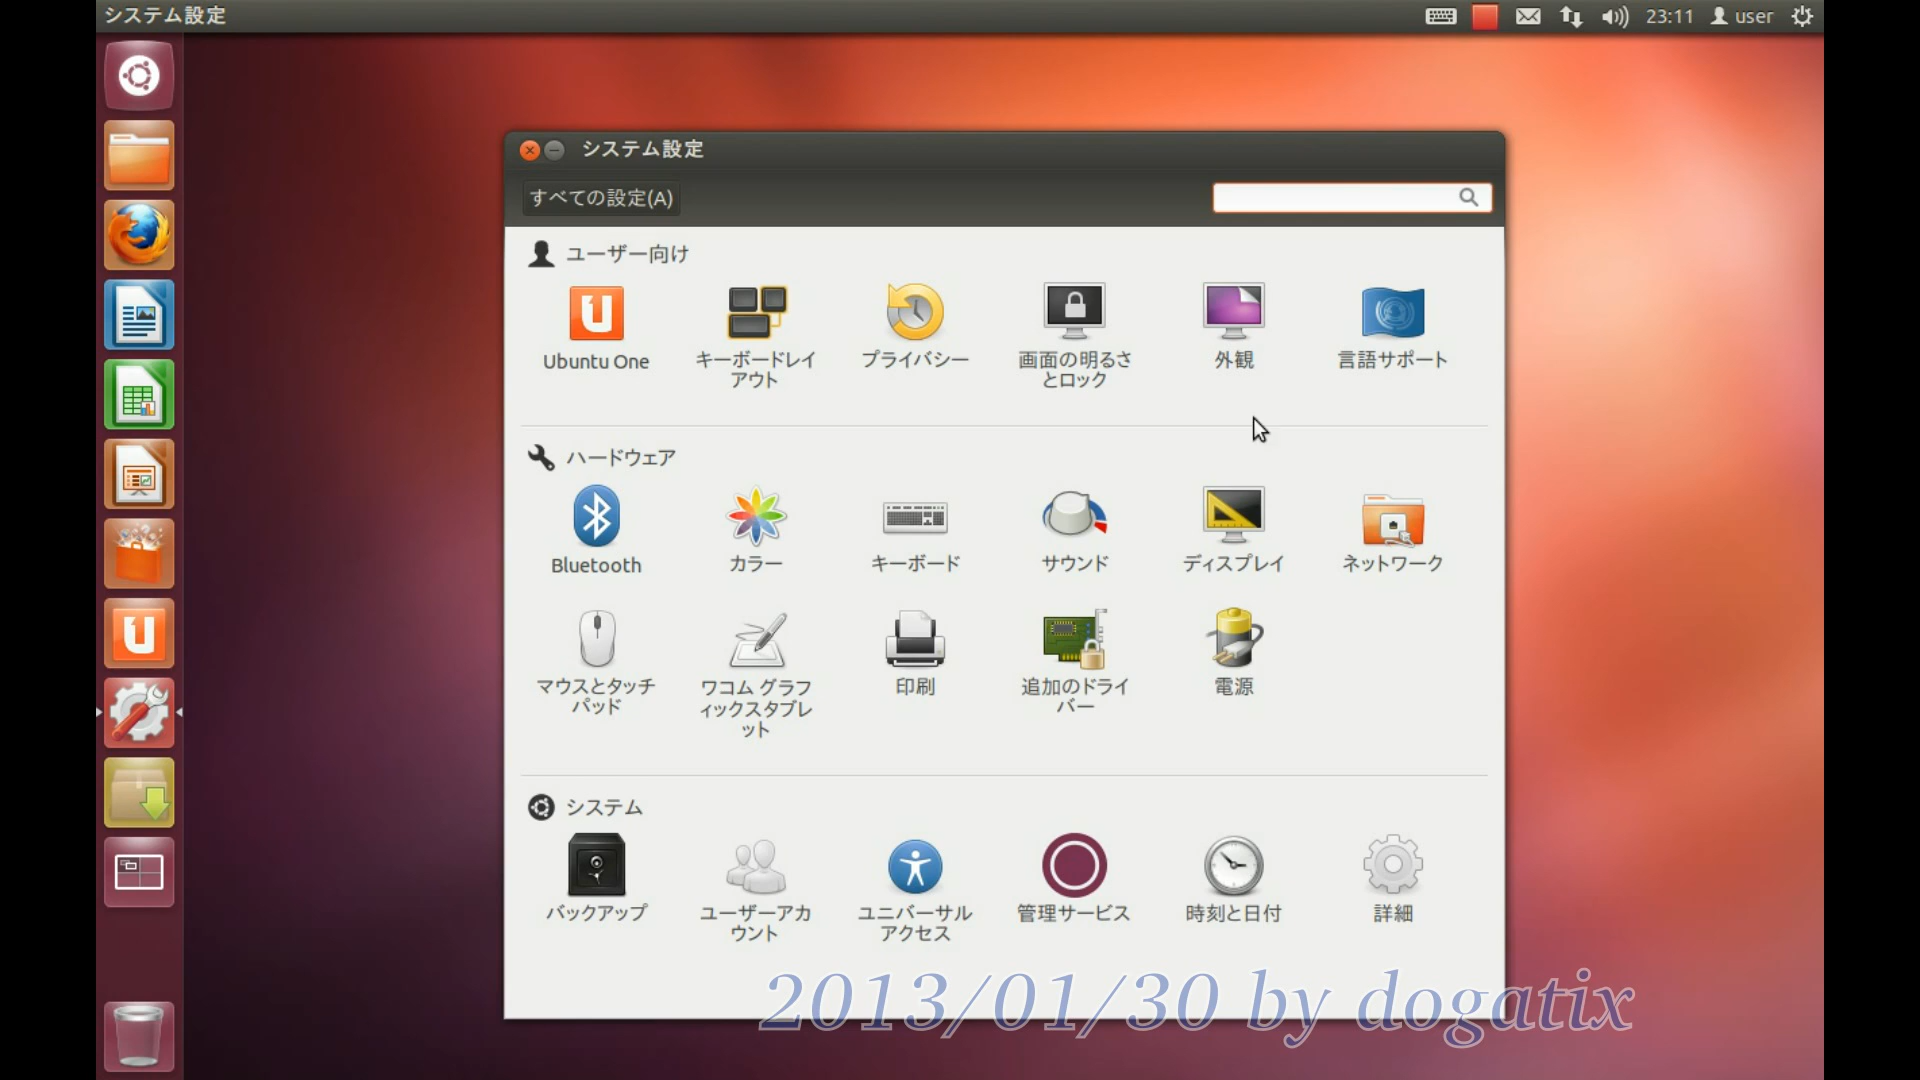 システム設定
23:11
user
システム設定
すべての設定(A)
ユーザー向け
Ubuntu One
キーボードレイ
アウト
プライバシー
画面の明るさ
とロック
外観
言語サポート
ハードウェア
Bluetooth
カラー
キーボード
サウンド
ディスプレイ
ネットワーク
マウスとタッチ
パッド
ワコム グラフ
ィックスタブレ
ット
印刷
追加のドライ
バー
電源
システム
バックアップ
ユーザーアカ
ウント
ユニバーサル
アクセス
管理サービス
時刻と日付
詳細
2013/01/30 by dogatix